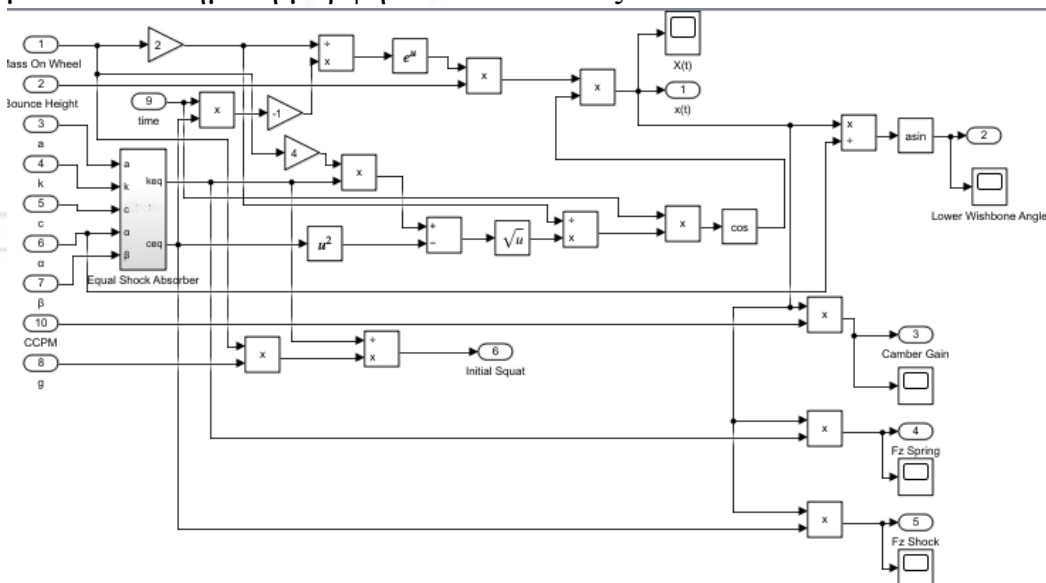 1
2
Mass On Wheel
÷
x
e^u
x
x
X(t)
2
Bounce Height
9
time
x
-1
1
x(t)
3
a
4
x
÷
asin
2
4
k
a
k
c
α
β
keq
ceq
x
Lower Wishbone Angle
5
c
+
−
÷
x
x
cos
6
α
u²
√u
Equal Shock Absorber
7
β
10
CCPM
x
3
Camber Gain
8
g
x
÷
x
6
Initial Squat
x
4
Fz Spring
x
5
Fz Shock